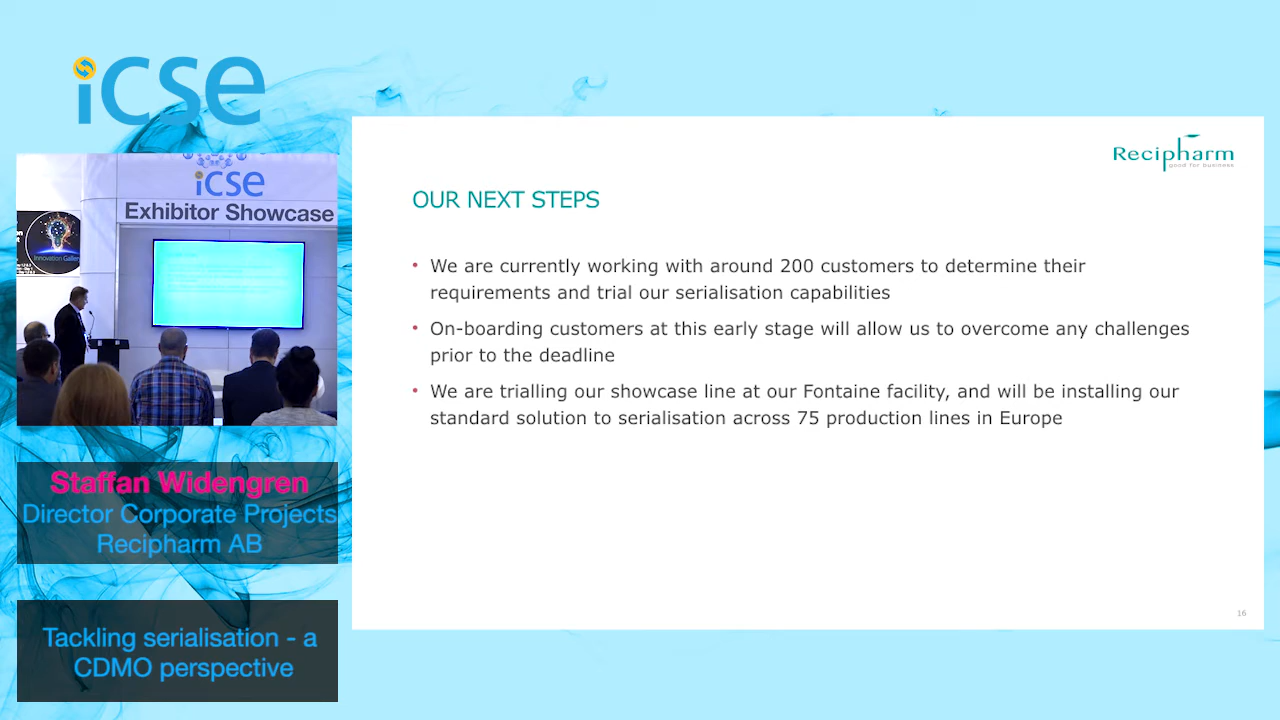 icse
icse
Exhibitor Showcase
Innovation Galler
Staffan Widengren
Director Corporate Projects
Recipharm AB
Tackling serialisation - a
CDMO perspective
Recipharm
good for business
OUR NEXT STEPS
• We are currently working with around 200 customers to determine their
requirements and trial our serialisation capabilities
• On-boarding customers at this early stage will allow us to overcome any challenges
prior to the deadline
• We are trialling our showcase line at our Fontaine facility, and will be installing our
standard solution to serialisation across 75 production lines in Europe
16